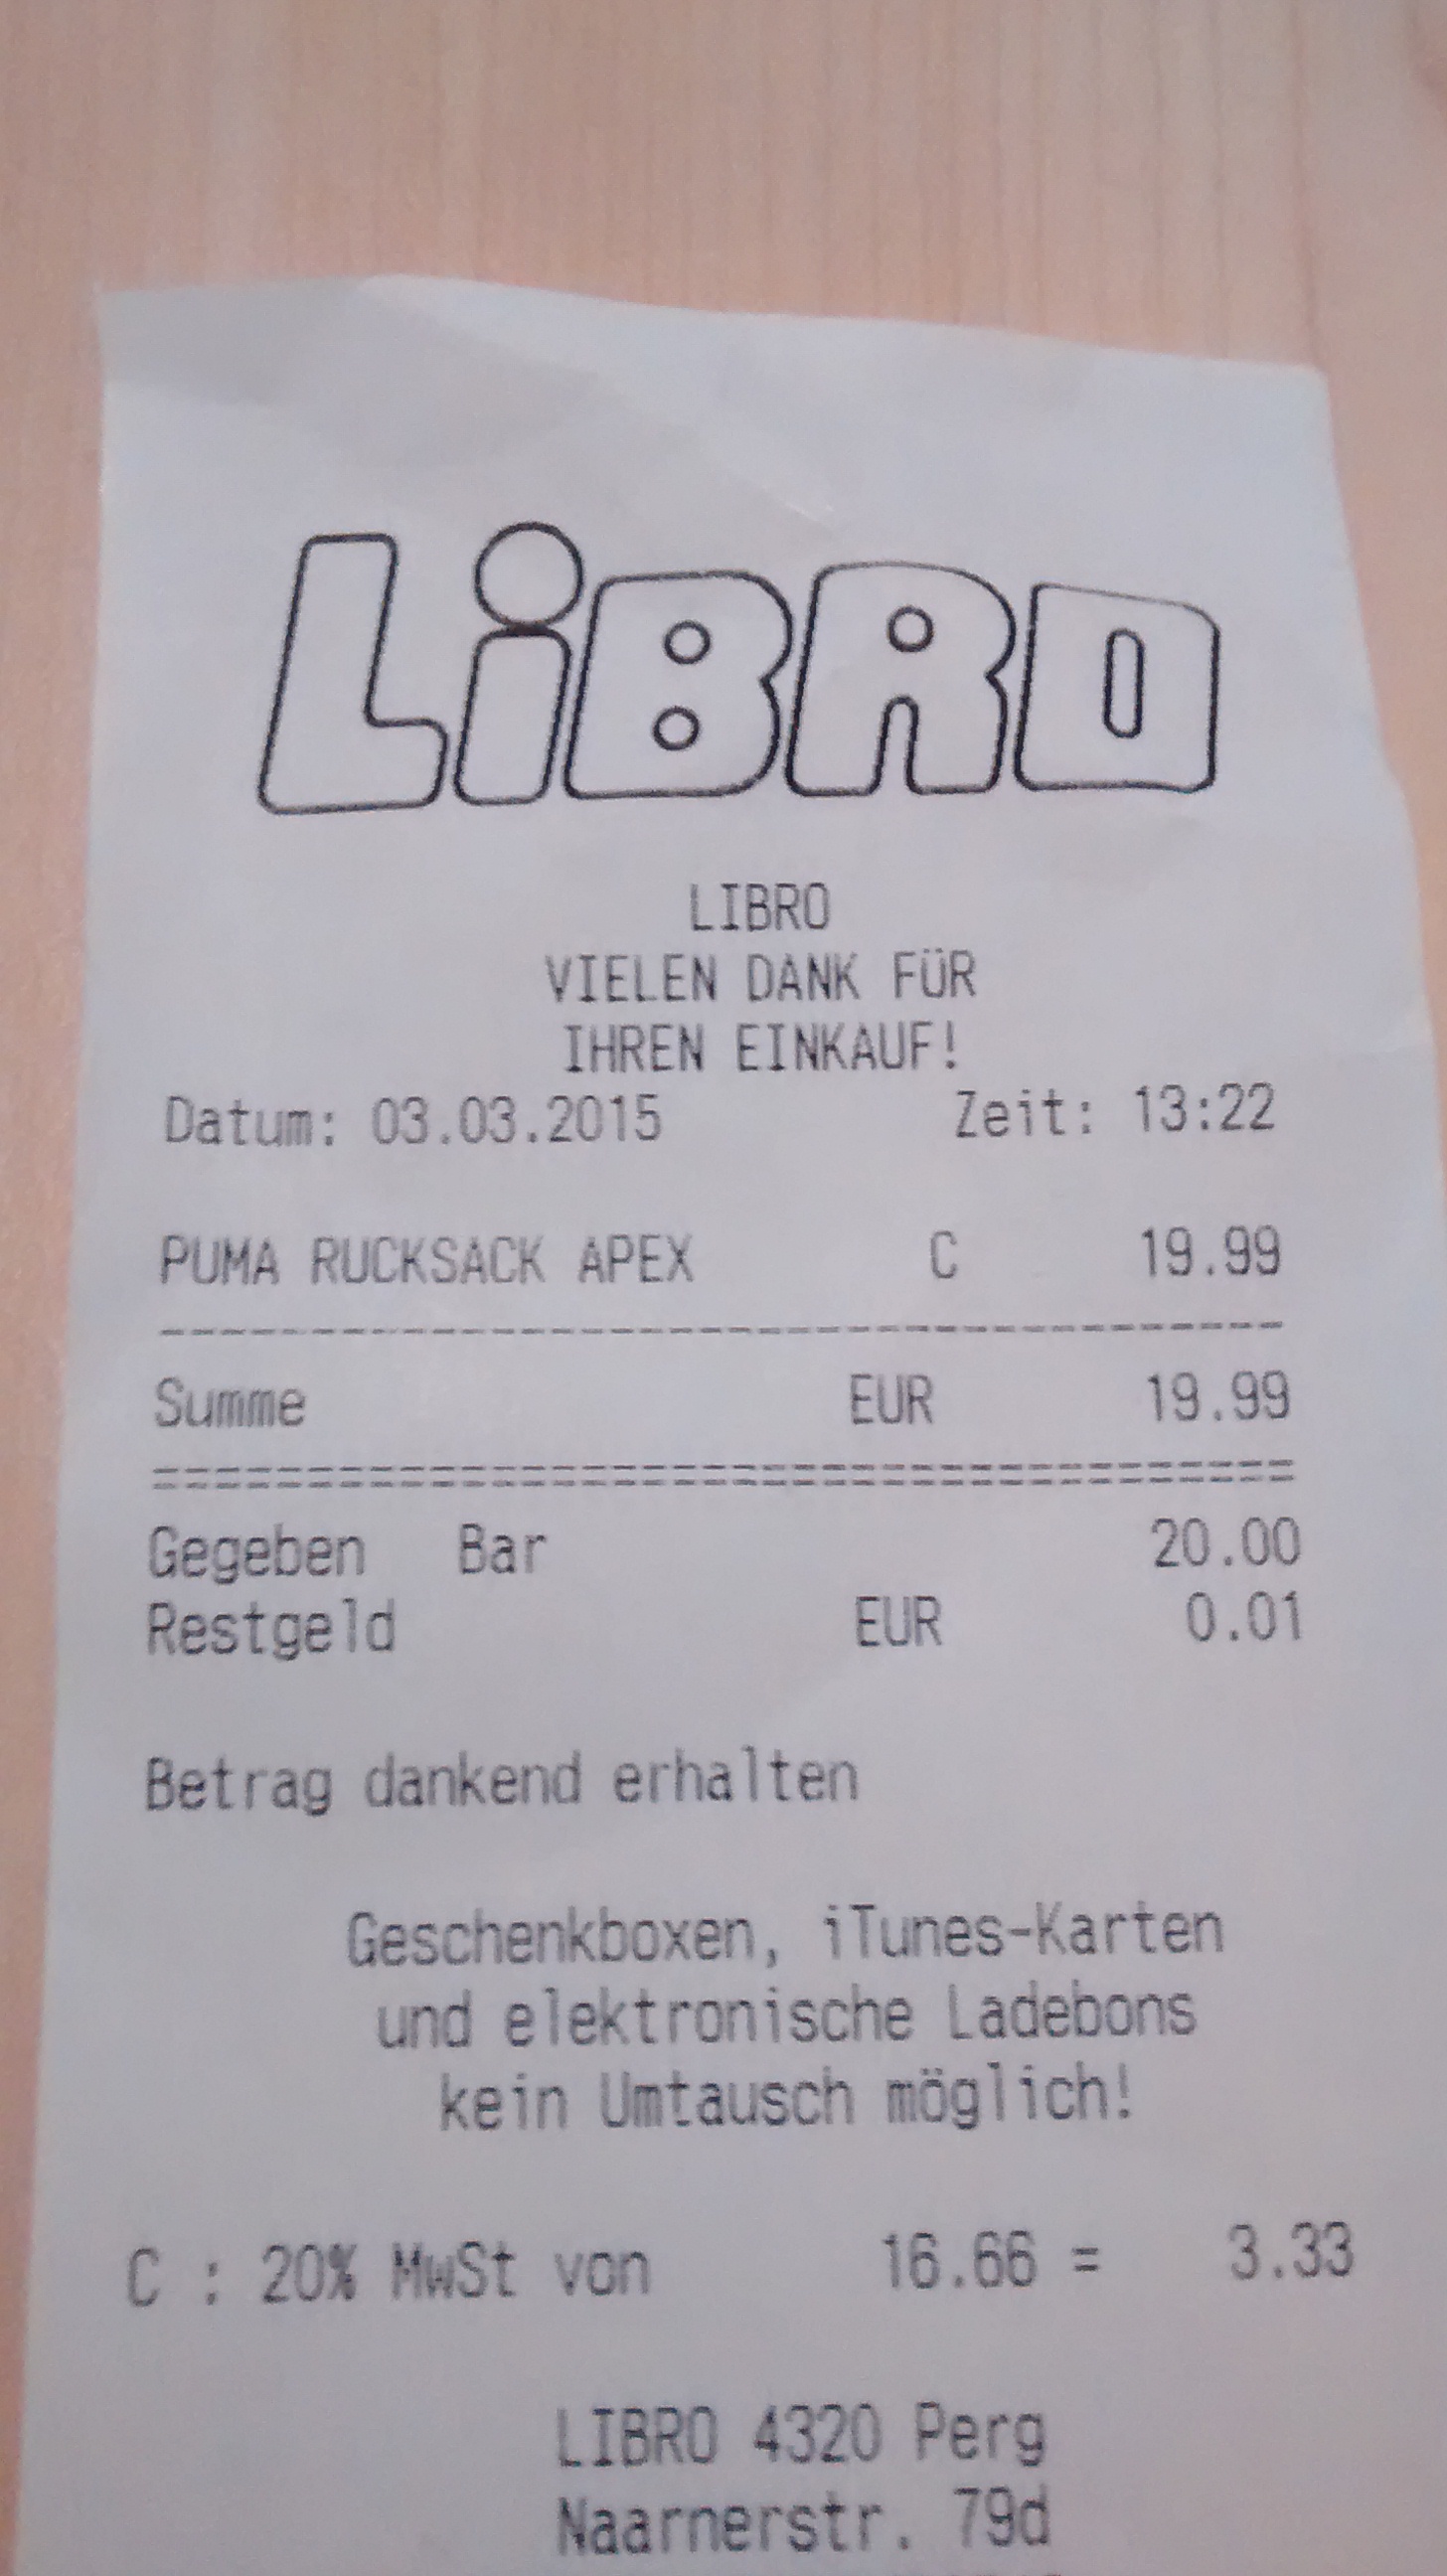 LiBRO
LIBRO
VIELEN DANK FÜR
IHREN EINKAUF!
Datum: 03.03.2015 Zeit: 13:22
PUMA RUCKSACK APEX C 19.99
Summe EUR 19.99
Gegeben Bar 20.00
Restgeld EUR 0.01
Betrag dankend erhalten
Geschenkboxen, iTunes-Karten
und elektronische Ladebons
kein Umtausch möglich!
C : 20% MwSt von 16.66 = 3.33
LIBRO 4320 Perg
Naarnerstr. 79d